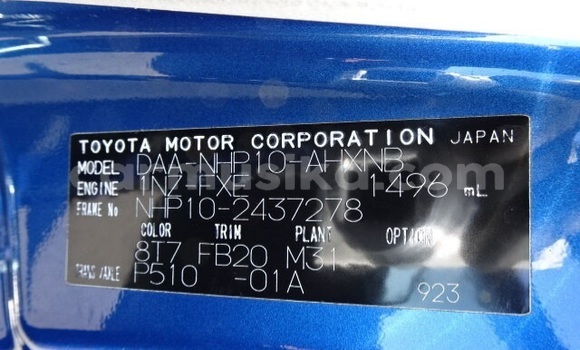 TOYOTA MOTOR CORPORATION JAPAN
MODEL DAA-NHP10-AHXNB
ENGINE 1NZ-FXE 1496 mL
FRAME No NHP10-2437278
COLOR TRIM PLANT OPTION
8T7 FB20 M31
TRANS/AXLE P510 -01A
923